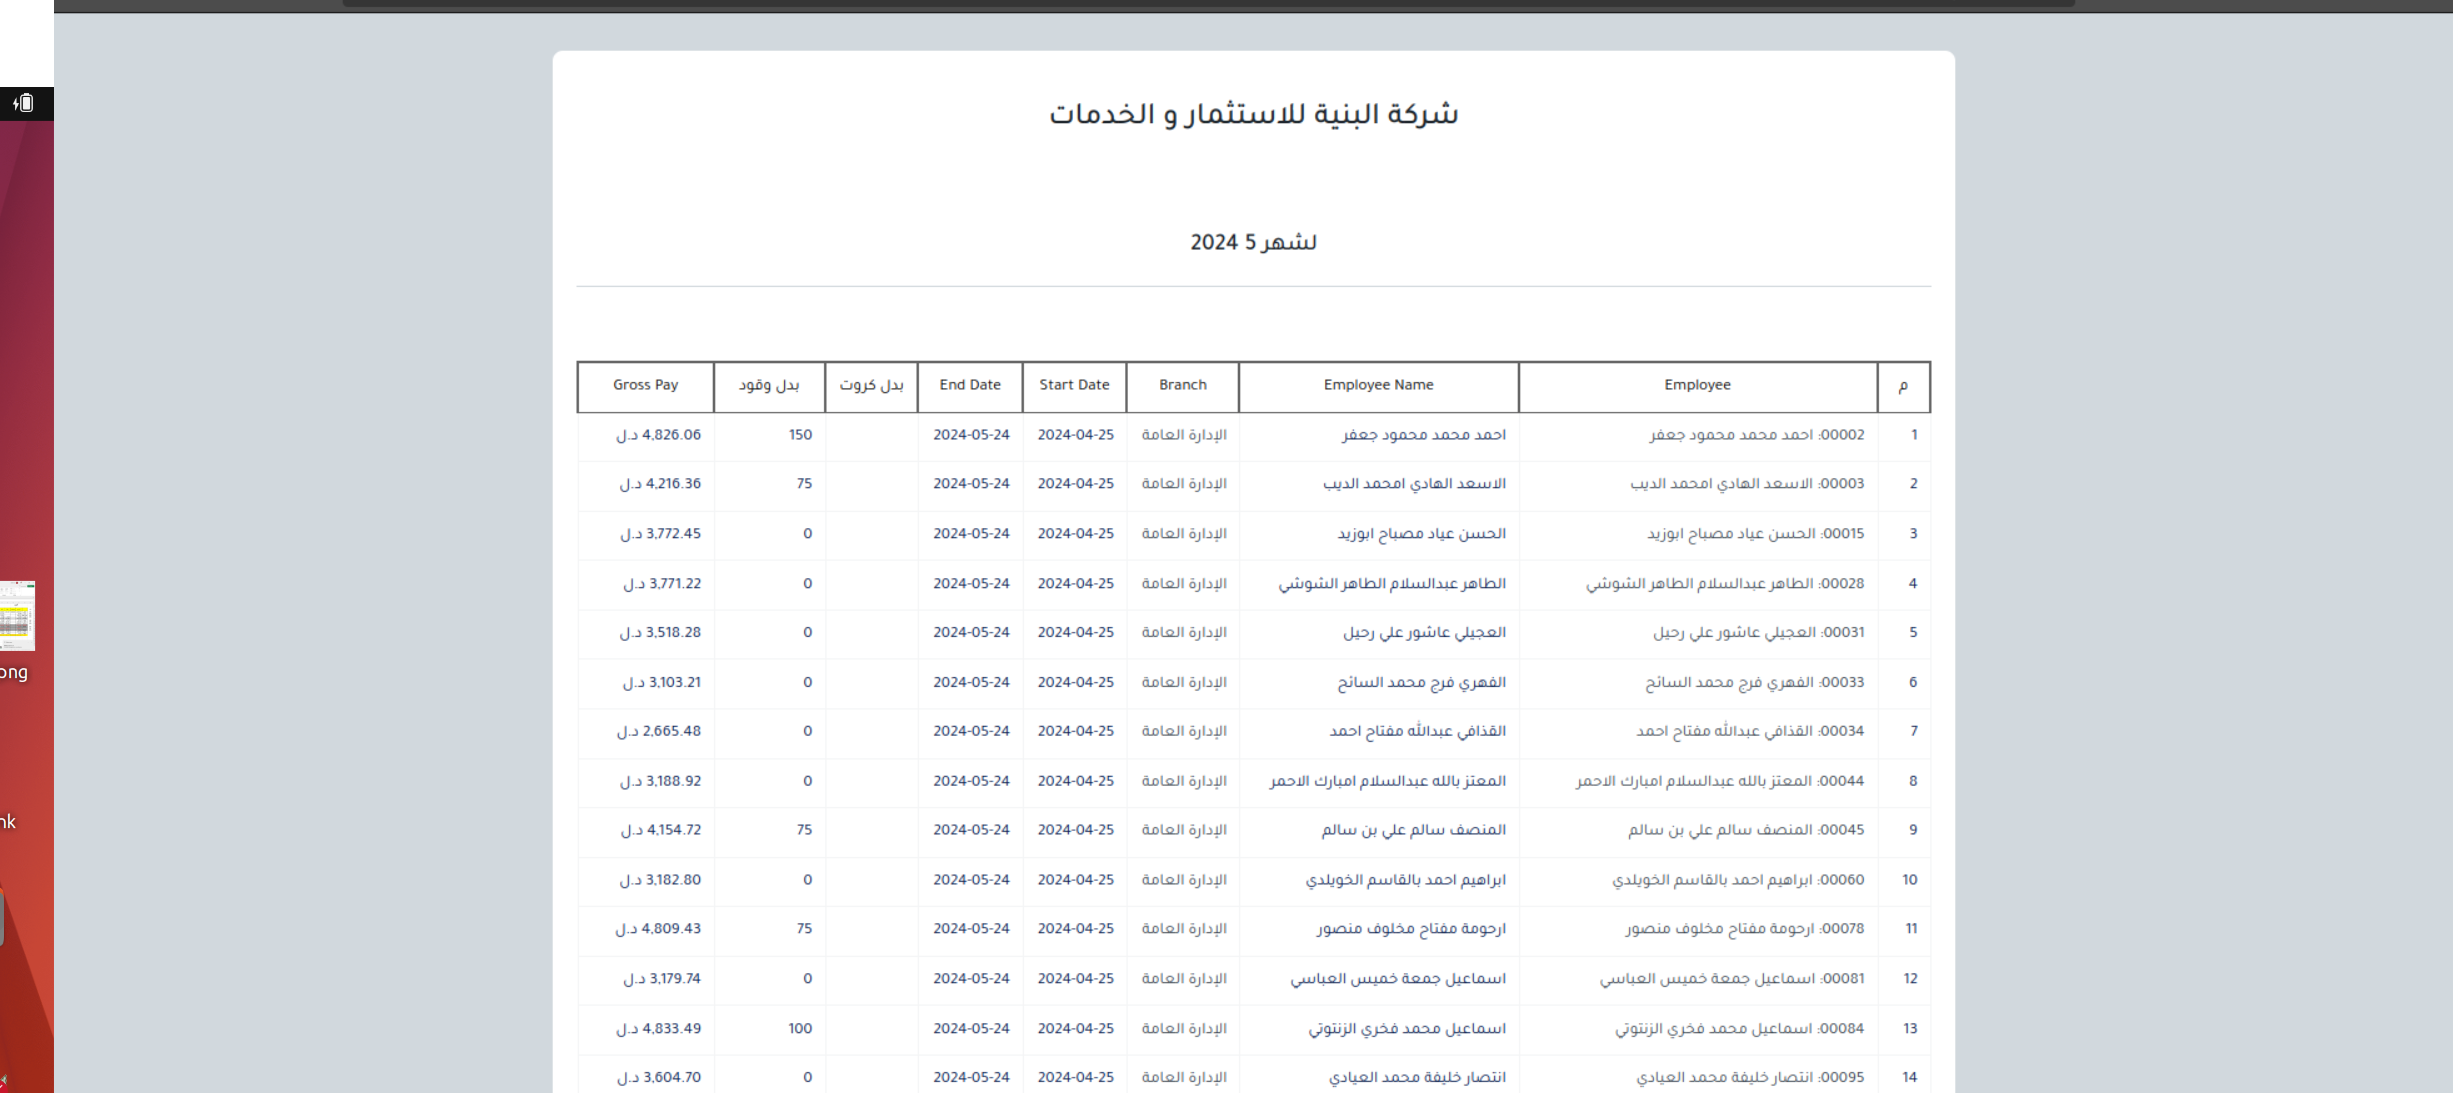 شركة البنية للاستثمار و الخدمات
لشهر 5 2024
م Employee Employee Name Branch Start Date End Date بدل كروت بدل وقود Gross Pay
1 00002: احمد محمد محمود جعفر احمد محمد محمود جعفر الإدارة العامة 2024-04-25 2024-05-24 150 4,826.06 د.ل
2 00003: الاسعد الهادي امحمد الديب الاسعد الهادي امحمد الديب الإدارة العامة 2024-04-25 2024-05-24 75 4,216.36 د.ل
3 00015: الحسن عياد مصباح ابوزيد الحسن عياد مصباح ابوزيد الإدارة العامة 2024-04-25 2024-05-24 0 3,772.45 د.ل
4 00028: الطاهر عبدالسلام الطاهر الشوشي الطاهر عبدالسلام الطاهر الشوشي الإدارة العامة 2024-04-25 2024-05-24 0 3,771.22 د.ل
5 00031: العجيلي عاشور علي رحيل العجيلي عاشور علي رحيل الإدارة العامة 2024-04-25 2024-05-24 0 3,518.28 د.ل
6 00033: الفهري فرج محمد السائح الفهري فرج محمد السائح الإدارة العامة 2024-04-25 2024-05-24 0 3,103.21 د.ل
7 00034: القذافي عبدالله مفتاح احمد القذافي عبدالله مفتاح احمد الإدارة العامة 2024-04-25 2024-05-24 0 2,665.48 د.ل
8 00044: المعتز بالله عبدالسلام امبارك الاحمر المعتز بالله عبدالسلام امبارك الاحمر الإدارة العامة 2024-04-25 2024-05-24 0 3,188.92 د.ل
9 00045: المنصف سالم علي بن سالم المنصف سالم علي بن سالم الإدارة العامة 2024-04-25 2024-05-24 75 4,154.72 د.ل
10 00060: ابراهيم احمد بالقاسم الخويلدي ابراهيم احمد بالقاسم الخويلدي الإدارة العامة 2024-04-25 2024-05-24 0 3,182.80 د.ل
11 00078: ارحومة مفتاح مخلوف منصور ارحومة مفتاح مخلوف منصور الإدارة العامة 2024-04-25 2024-05-24 75 4,809.43 د.ل
12 00081: اسماعيل جمعة خميس العباسي اسماعيل جمعة خميس العباسي الإدارة العامة 2024-04-25 2024-05-24 0 3,179.74 د.ل
13 00084: اسماعيل محمد فخري الزنتوتي اسماعيل محمد فخري الزنتوتي الإدارة العامة 2024-04-25 2024-05-24 100 4,833.49 د.ل
14 00095: انتصار خليفة محمد العيادي انتصار خليفة محمد العيادي الإدارة العامة 2024-04-25 2024-05-24 0 3,604.70 د.ل
ong
nk